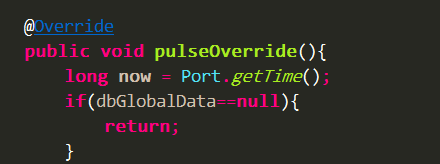 @Override
public void pulseOverride(){
    long now = Port.getTime();
    if(dbGlobalData==null){
        return;
    }